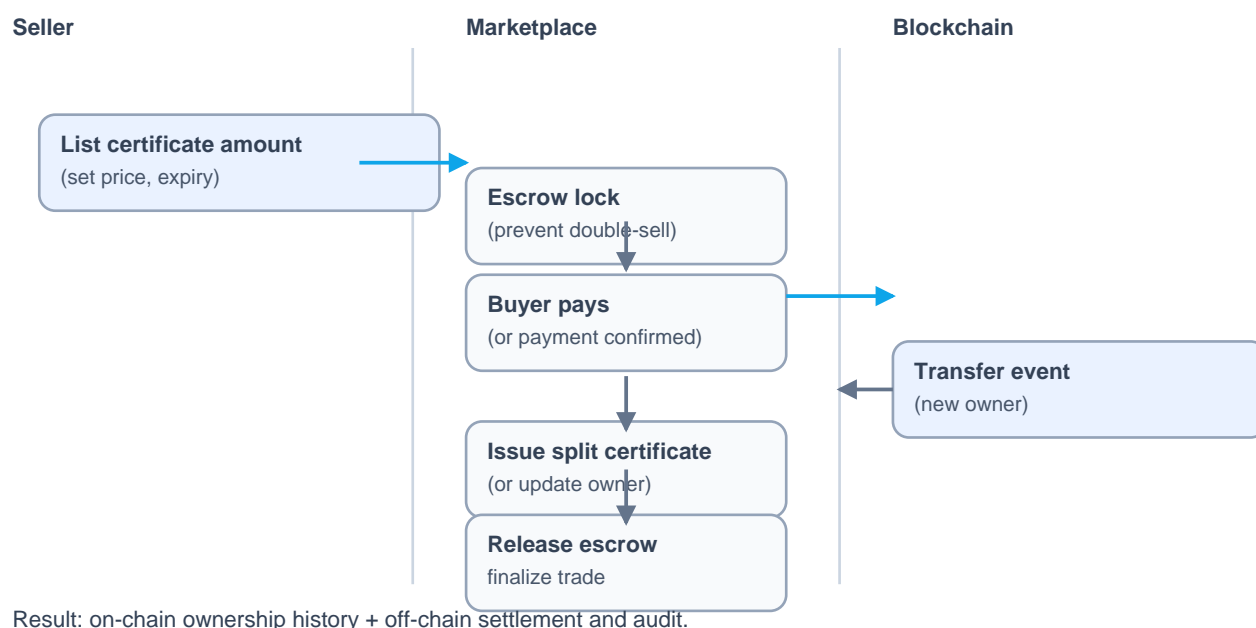 Seller
Marketplace
Blockchain
List certificate amount
(set price, expiry)
Escrow lock
(prevent double-sell)
Buyer pays
(or payment confirmed)
Transfer event
(new owner)
Issue split certificate
(or update owner)
Release escrow
finalize trade
Result: on-chain ownership history + off-chain settlement and audit.